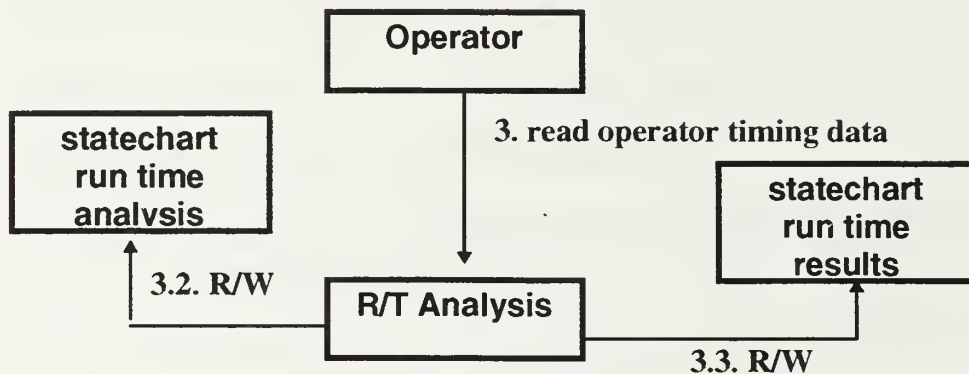 Operator
3. read operator timing data
statechart
run time
analysis
statechart
run time
results
3.2. R/W
R/T Analysis
3.3. R/W